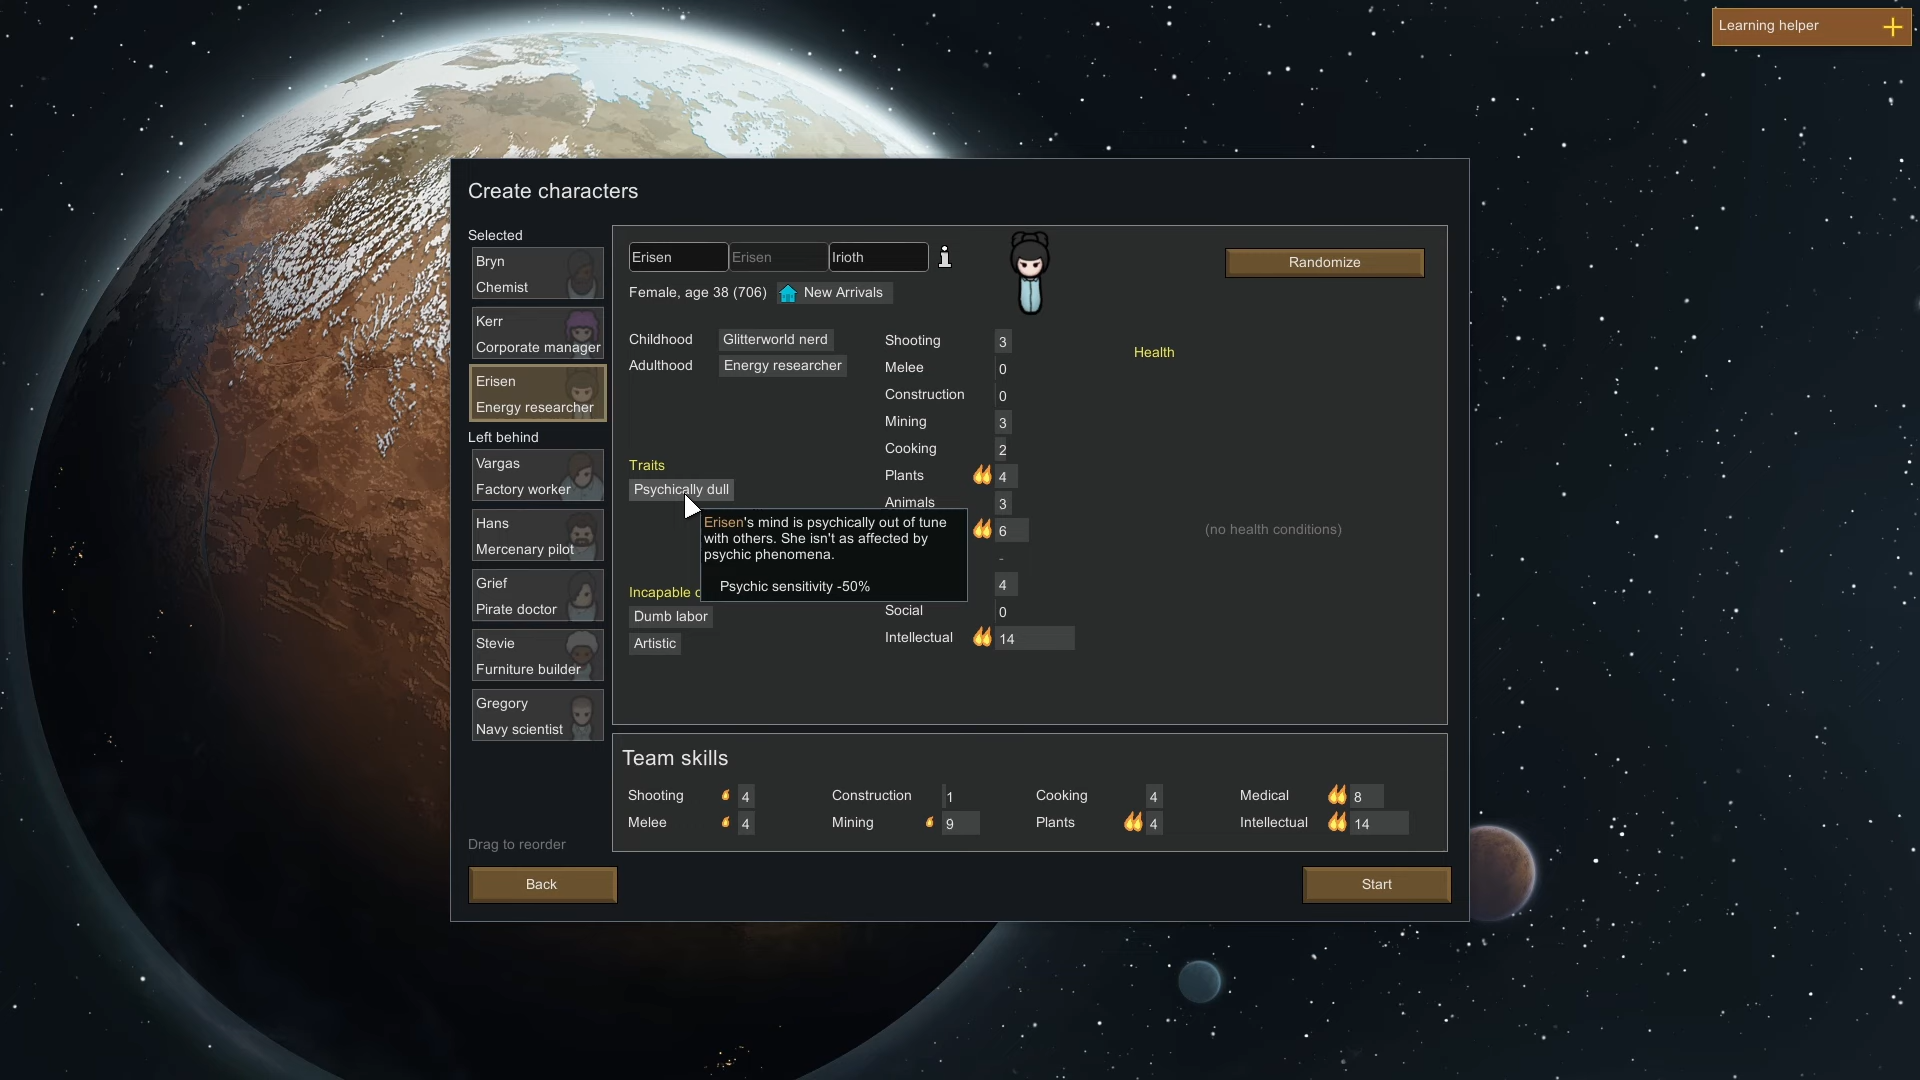 Learning helper
Create characters
Selected
Bryn
Chemist
Kerr
Corporate manager
Erisen
Energy researcher
Left behind
Vargas
Factory worker
Hans
Mercenary pilot
Grief
Pirate doctor
Stevie
Furniture builder
Gregory
Navy scientist
Drag to reorder
Erisen Erisen Irioth
Randomize
Female, age 38 (706) New Arrivals
Childhood Glitterworld nerd
Adulthood Energy researcher
Traits
Psychically dull
Erisen's mind is psychically out of tune
with others. She isn't as affected by
psychic phenomena.
Psychic sensitivity -50%
Incapable o
Dumb labor
Artistic
Shooting 3
Melee 0
Construction 0
Mining 3
Cooking 2
Plants 4
Animals 3
6
-
4
Social 0
Intellectual 14
Health
(no health conditions)
Team skills
Shooting 4 Construction 1 Cooking 4 Medical 8
Melee 4 Mining 9 Plants 4 Intellectual 14
Back
Start